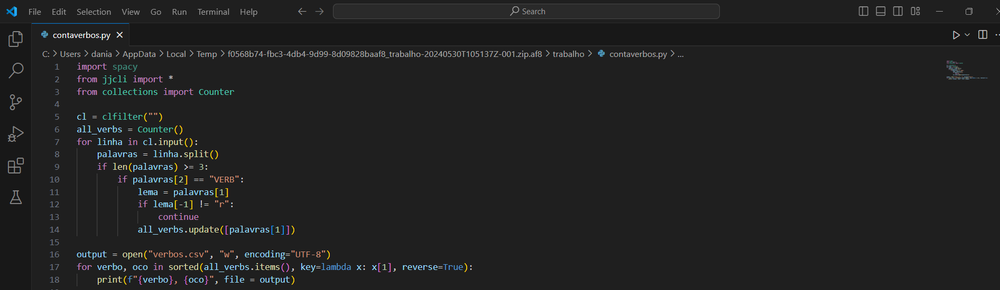 File Edit Selection View Go Run Terminal Help Search
contaverbos.py
C: > Users > dania > AppData > Local > Temp > f0568b74-fbc3-4db4-9d99-8d09828baaf8_trabalho-20240530T105137Z-001.zip.af8 > trabalho > contaverbos.py > ...
1 import spacy
2 from jjcli import *
3 from collections import Counter
4
5 cl = clfilter("")
6 all_verbs = Counter()
7 for linha in cl.input():
8     palavras = linha.split()
9     if len(palavras) >= 3:
10         if palavras[2] == "VERB":
11             lema = palavras[1]
12             if lema[-1] != "r":
13                 continue
14             all_verbs.update([palavras[1]])
15
16 output = open("verbos.csv", "w", encoding="UTF-8")
17 for verbo, oco in sorted(all_verbs.items(), key=lambda x: x[1], reverse=True):
18     print(f"{verbo}, {oco}", file = output)